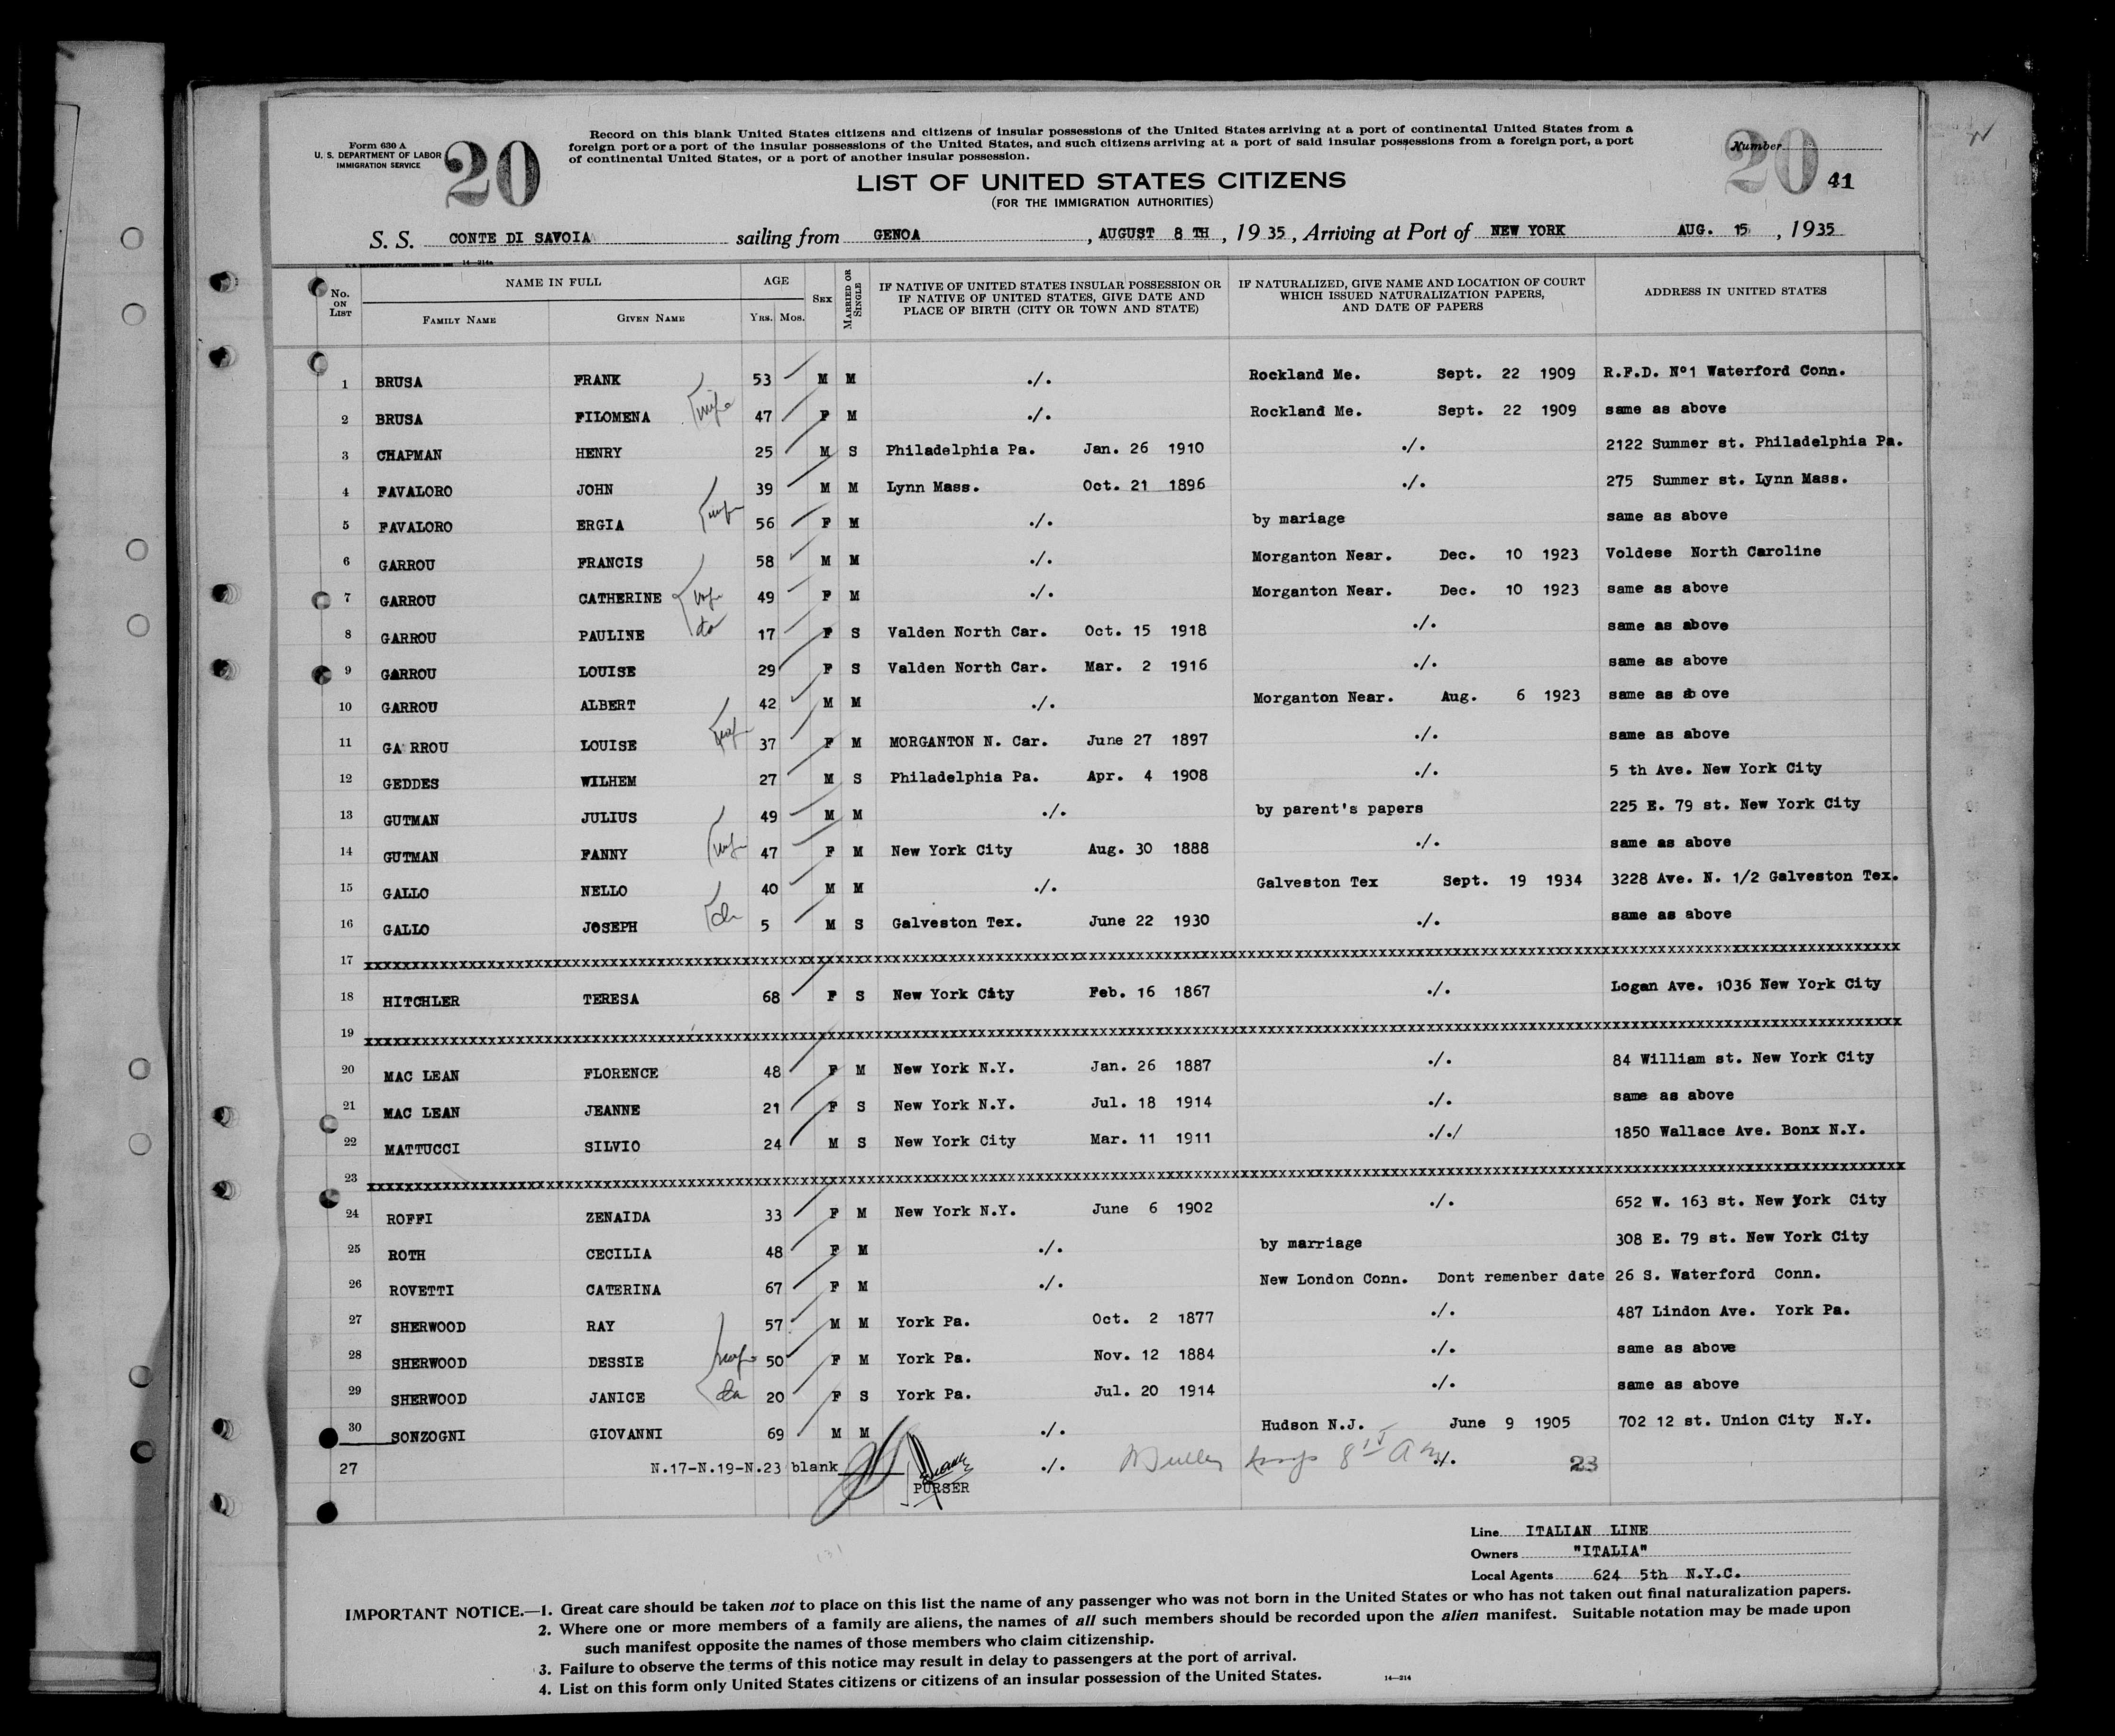 Form 630 A
U. S. DEPARTMENT OF LABOR
IMMIGRATION SERVICE
20
Record on this blank United States citizens and citizens of insular possessions of the United States arriving at a port of continental United States from a
foreign port or a port of the insular possessions of the United States, and such citizens arriving at a port of said insular possessions from a foreign port, a port
of continental United States, or a port of another insular possession.
Number
20
41
LIST OF UNITED STATES CITIZENS
(FOR THE IMMIGRATION AUTHORITIES)
S. S. CONTE DI SAVOIA sailing from GENOA, AUGUST 8 TH, 1935, Arriving at Port of NEW YORK AUG. 15, 1935
14—214a
No. ON LIST NAME IN FULL FAMILY NAME GIVEN NAME AGE YRS. MOS. SEX MARRIED OR SINGLE IF NATIVE OF UNITED STATES INSULAR POSSESSION OR IF NATIVE OF UNITED STATES, GIVE DATE AND PLACE OF BIRTH (CITY OR TOWN AND STATE) IF NATURALIZED, GIVE NAME AND LOCATION OF COURT WHICH ISSUED NATURALIZATION PAPERS, AND DATE OF PAPERS ADDRESS IN UNITED STATES
1 BRUSA FRANK 53 M M ./. Rockland Me. Sept. 22 1909 R.F.D. Nº1 Waterford Conn.
2 BRUSA FILOMENA wife 47 F M ./. Rockland Me. Sept. 22 1909 same as above
3 CHAPMAN HENRY 25 M S Philadelphia Pa. Jan. 26 1910 ./. 2122 Summer st. Philadelphia Pa.
4 FAVALORO JOHN 39 M M Lynn Mass. Oct. 21 1896 ./. 275 Summer st. Lynn Mass.
5 FAVALORO ERGIA wife 56 F M ./. by mariage same as above
6 GARROU FRANCIS 58 M M ./. Morganton Near. Dec. 10 1923 Voldese North Caroline
7 GARROU CATHERINE wife 49 F M ./. Morganton Near. Dec. 10 1923 same as above
8 GARROU PAULINE da 17 F S Valden North Car. Oct. 15 1918 ./. same as above
9 GARROU LOUISE 29 F S Valden North Car. Mar. 2 1916 ./. same as above
10 GARROU ALBERT 42 M M ./. Morganton Near. Aug. 6 1923 same as ab ove
11 GA RROU LOUISE wife 37 F M MORGANTON N. Car. June 27 1897 ./. same as above
12 GEDDES WILHEM 27 M S Philadelphia Pa. Apr. 4 1908 ./. 5 th Ave. New York City
13 GUTMAN JULIUS 49 M M ./. by parent's papers 225 E. 79 st. New York City
14 GUTMAN FANNY wife 47 F M New York City Aug. 30 1888 ./. same as above
15 GALLO NELLO 40 M M ./. Galveston Tex Sept. 19 1934 3228 Ave. N. 1/2 Galveston Tex.
16 GALLO JOSEPH ch 5 M S Galveston Tex. June 22 1930 ./. same as above
17
18 HITCHLER TERESA 68 F S New York City Feb. 16 1867 ./. Logan Ave. 1036 New York City
19
20 MAC LEAN FLORENCE 48 F M New York N.Y. Jan. 26 1887 ./. 84 William st. New York City
21 MAC LEAN JEANNE 21 F S New York N.Y. Jul. 18 1914 ./. same as above
22 MATTUCCI SILVIO 24 M S New York City Mar. 11 1911 ././ 1850 Wallace Ave. Bonx N.Y.
23
24 ROFFI ZENAIDA 33 F M New York N.Y. June 6 1902 ./. 652 W. 163 st. New York City
25 ROTH CECILIA 48 F M ./. by marriage 308 E. 79 st. New York City
26 ROVETTI CATERINA 67 F M ./. New London Conn. Dont remenber date 26 S. Waterford Conn.
27 SHERWOOD RAY 57 M M York Pa. Oct. 2 1877 ./. 487 Lindon Ave. York Pa.
28 SHERWOOD DESSIE wife 50 F M York Pa. Nov. 12 1884 ./. same as above
29 SHERWOOD JANICE da 20 F S York Pa. Jul. 20 1914 ./. same as above
30 SONZOGNI GIOVANNI 69 M M ./. Hudson N.J. June 9 1905 702 12 st. Union City N.Y.
27 N.17-N.19-N.23 blank ./. ./. 23
PURSER
Line ITALIAN LINE
Owners "ITALIA"
Local Agents 624 5th N.Y.C.
IMPORTANT NOTICE.—1. Great care should be taken not to place on this list the name of any passenger who was not born in the United States or who has not taken out final naturalization papers.
2. Where one or more members of a family are aliens, the names of all such members should be recorded upon the alien manifest. Suitable notation may be made upon
such manifest opposite the names of those members who claim citizenship.
3. Failure to observe the terms of this notice may result in delay to passengers at the port of arrival.
4. List on this form only United States citizens or citizens of an insular possession of the United States.
14—214